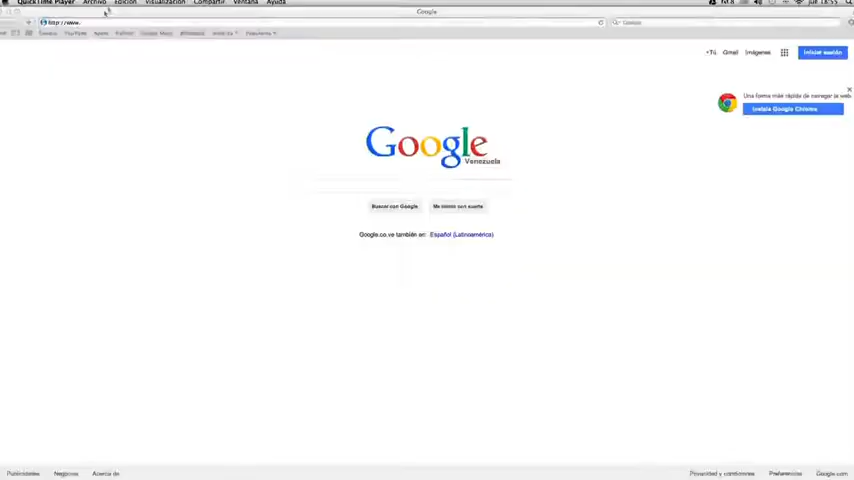 QuickTime Player Archivo Edición Visualización Compartir Ventana Ayuda
Google
http://www.
Google
+Tú Gmail Imágenes Iniciar sesión
Una forma más rápida de navegar la web
Instala Google Chrome
Google
Venezuela
Buscar con Google Me siento con suerte
Google.co.ve también en: Español (Latinoamérica)
Publicidades Negocios Acerca de Privacidad y condiciones Preferencias Google.com